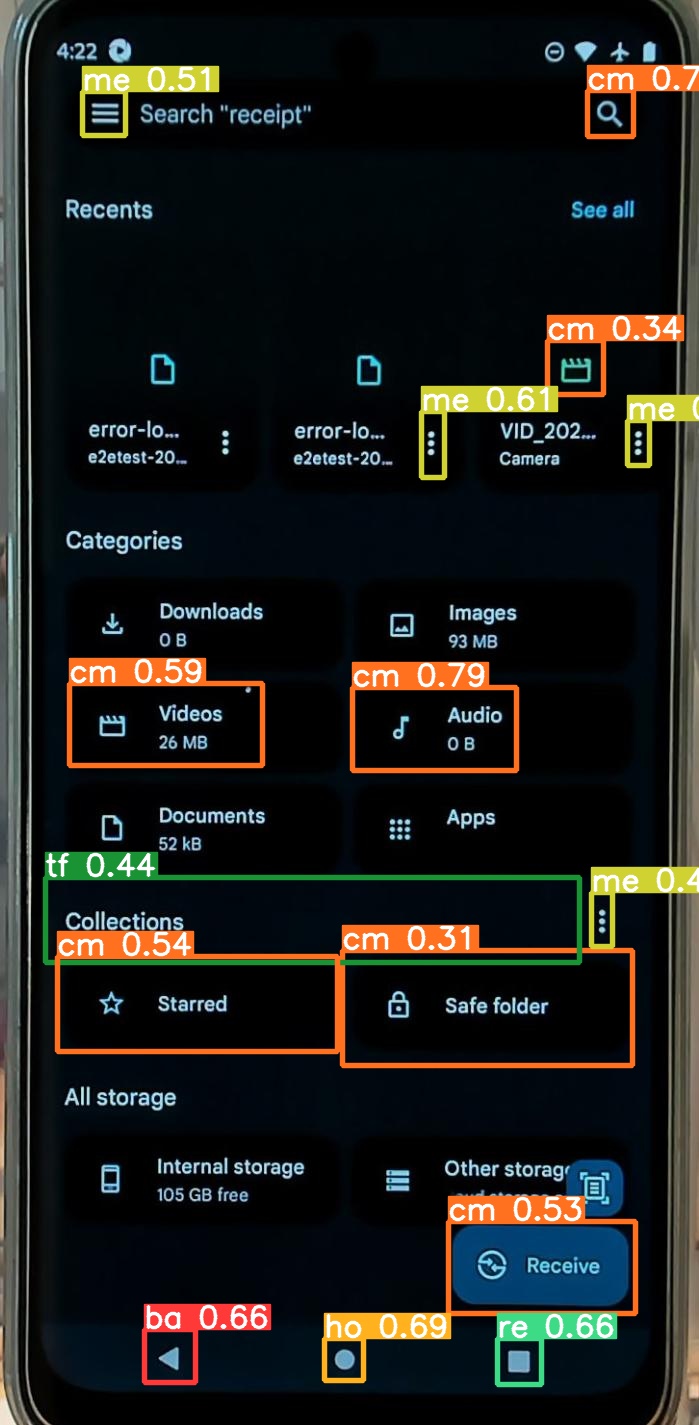 4:22
me 0.51
cm 0.7
Search "receipt"
Recents
See all
cm 0.34
me 0.61
me 0
error-lo...
e2etest-20...
error-lo...
e2etest-20...
VID_202...
Camera
Categories
Downloads
0 B
Images
93 MB
cm 0.59
cm 0.79
Videos
26 MB
Audio
0 B
Documents
52 kB
Apps
tf 0.44
me 0.4
Collections
cm 0.54
cm 0.31
Starred
Safe folder
All storage
Internal storage
105 GB free
Other storage
cm 0.53
Receive
ba 0.66
ho 0.69
re 0.66